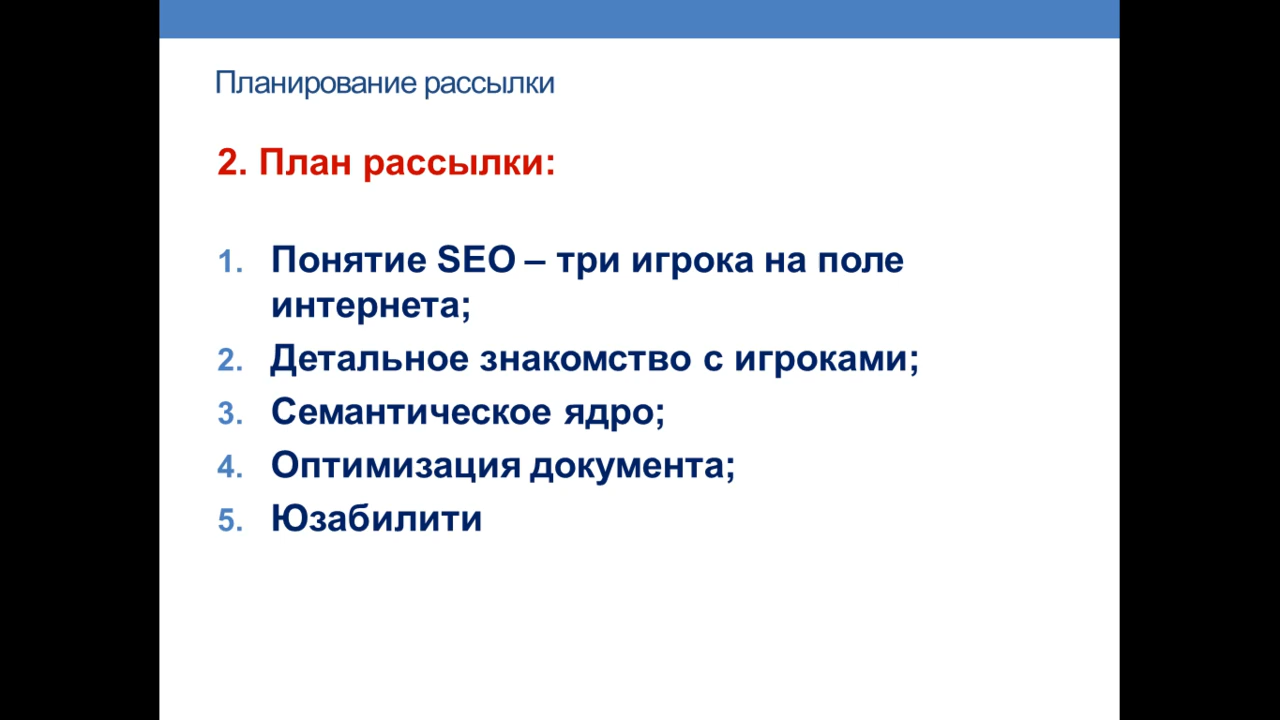 Планирование рассылки
2. План рассылки:
1. Понятие SEO – три игрока на поле
интернета;
2. Детальное знакомство с игроками;
3. Семантическое ядро;
4. Оптимизация документа;
5. Юзабилити